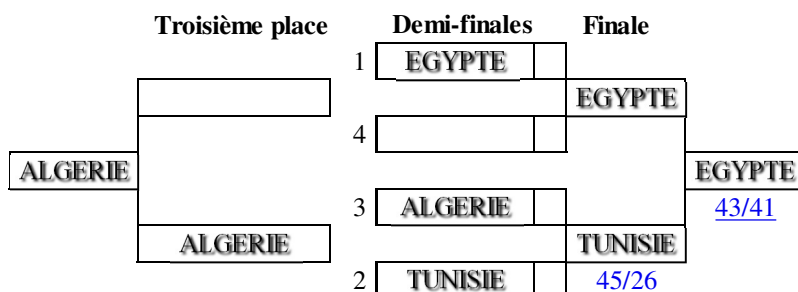 Troisième place Demi-finales Finale
1 EGYPTE
EGYPTE
4
ALGERIE
EGYPTE
3 ALGERIE
43/41
ALGERIE
TUNISIE
2 TUNISIE
45/26